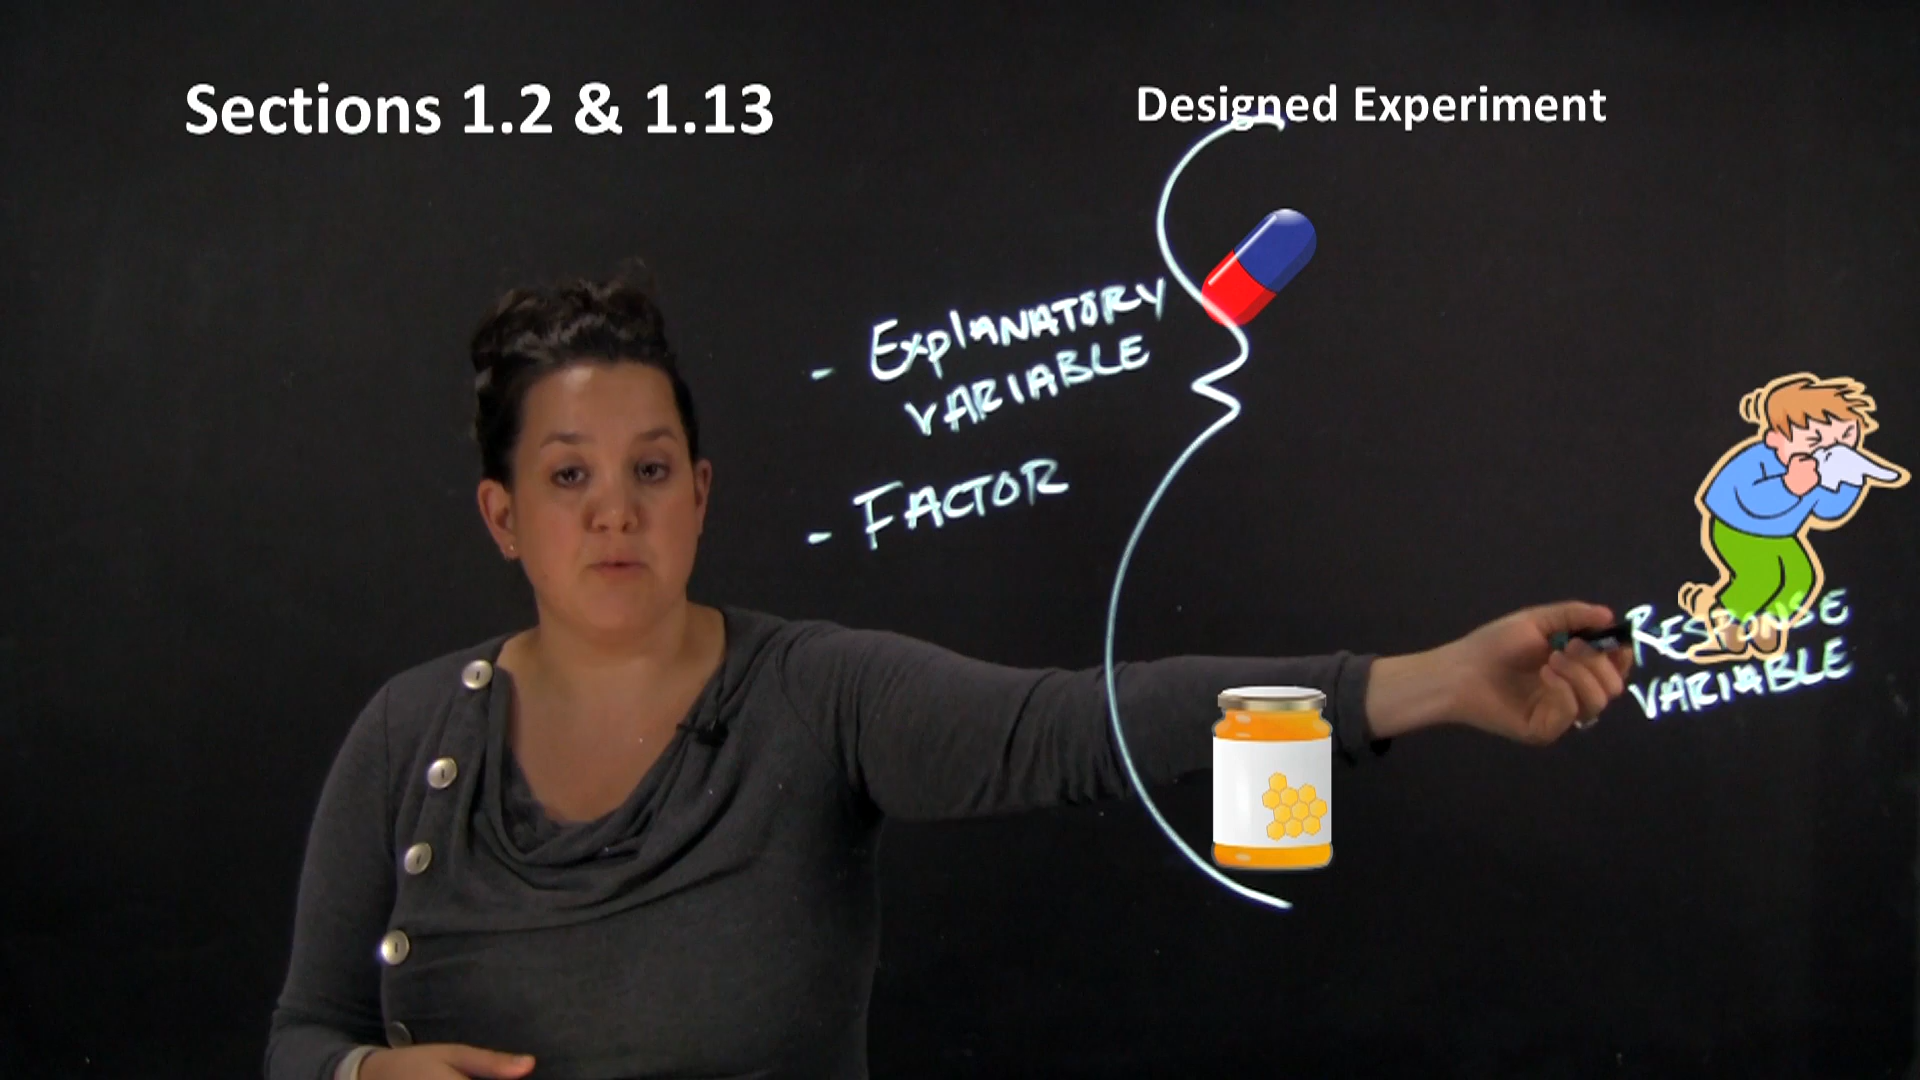 Sections 1.2 & 1.13
Designed Experiment
- Explanatory
Variable
- Factor
Response
Variable